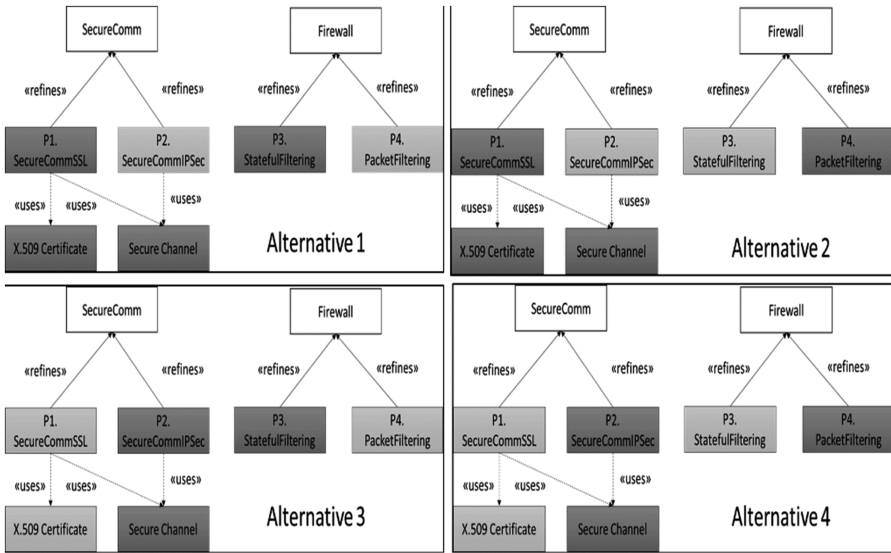 SecureComm
Firewall
«refines»
«refines»
«refines»
«refines»
P1.
SecureCommSSL
P2.
SecureCommIPSec
P3.
StatefulFiltering
P4.
PacketFiltering
«uses»
«uses»
«uses»
X.509 Certificate
Secure Channel
Alternative 1
SecureComm
Firewall
«refines»
«refines»
«refines»
«refines»
P1.
SecureCommSSL
P2.
SecureCommIPSec
P3.
StatefulFiltering
P4.
PacketFiltering
«uses»
«uses»
«uses»
X.509 Certificate
Secure Channel
Alternative 2
SecureComm
Firewall
«refines»
«refines»
«refines»
«refines»
P1.
SecureCommSSL
P2.
SecureCommIPSec
P3.
StatefulFiltering
P4.
PacketFiltering
«uses»
«uses»
«uses»
X.509 Certificate
Secure Channel
Alternative 3
SecureComm
Firewall
«refines»
«refines»
«refines»
«refines»
P1.
SecureCommSSL
P2.
SecureCommIPSec
P3.
StatefulFiltering
P4.
PacketFiltering
«uses»
«uses»
«uses»
X.509 Certificate
Secure Channel
Alternative 4